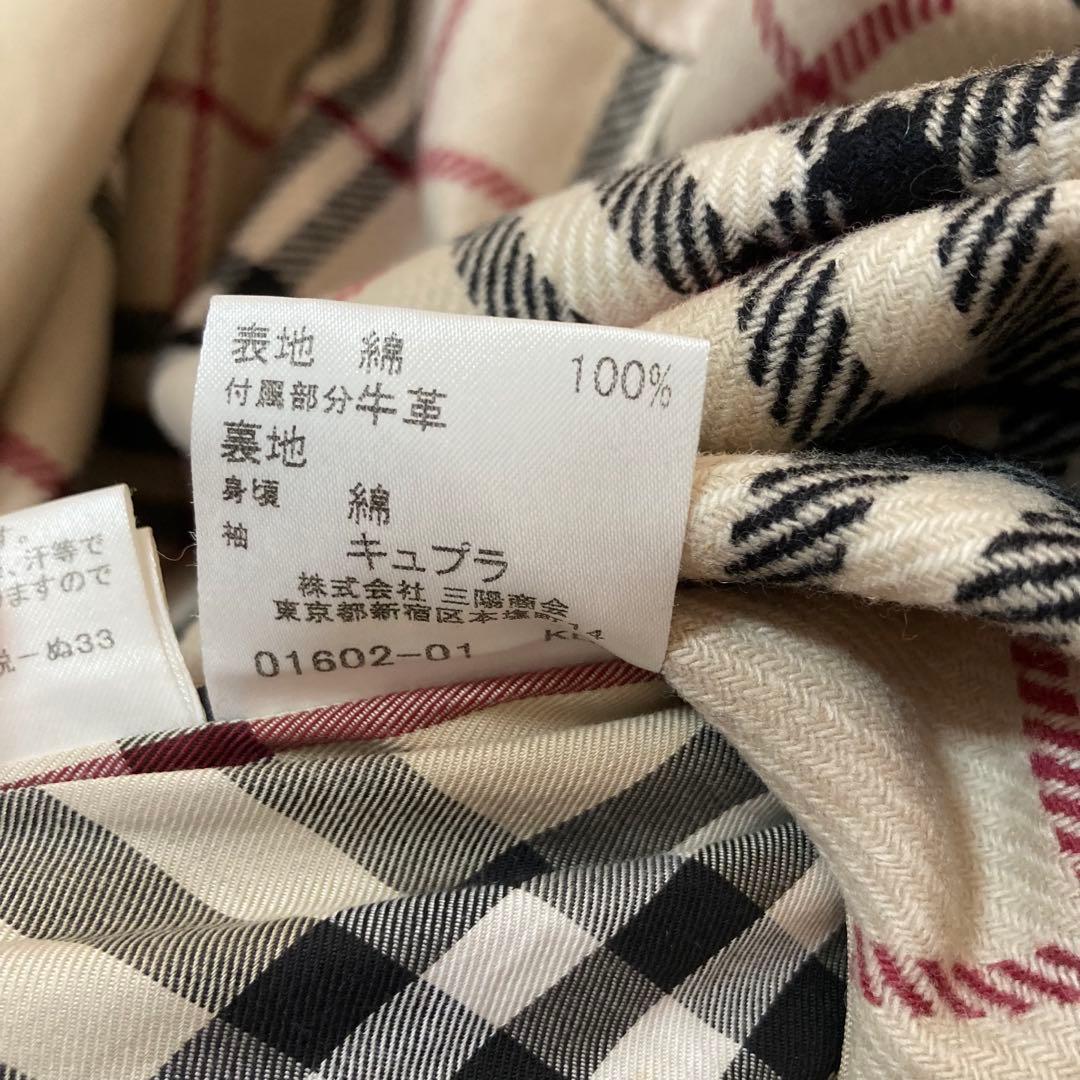 表地 綿 100%
付属部分牛革
裏地
身頃 綿
袖 キュプラ
株式会社 三陽商会
東京都新宿区本塩町
K14
01602-01
す。
汗等で
ますので
ぬ33